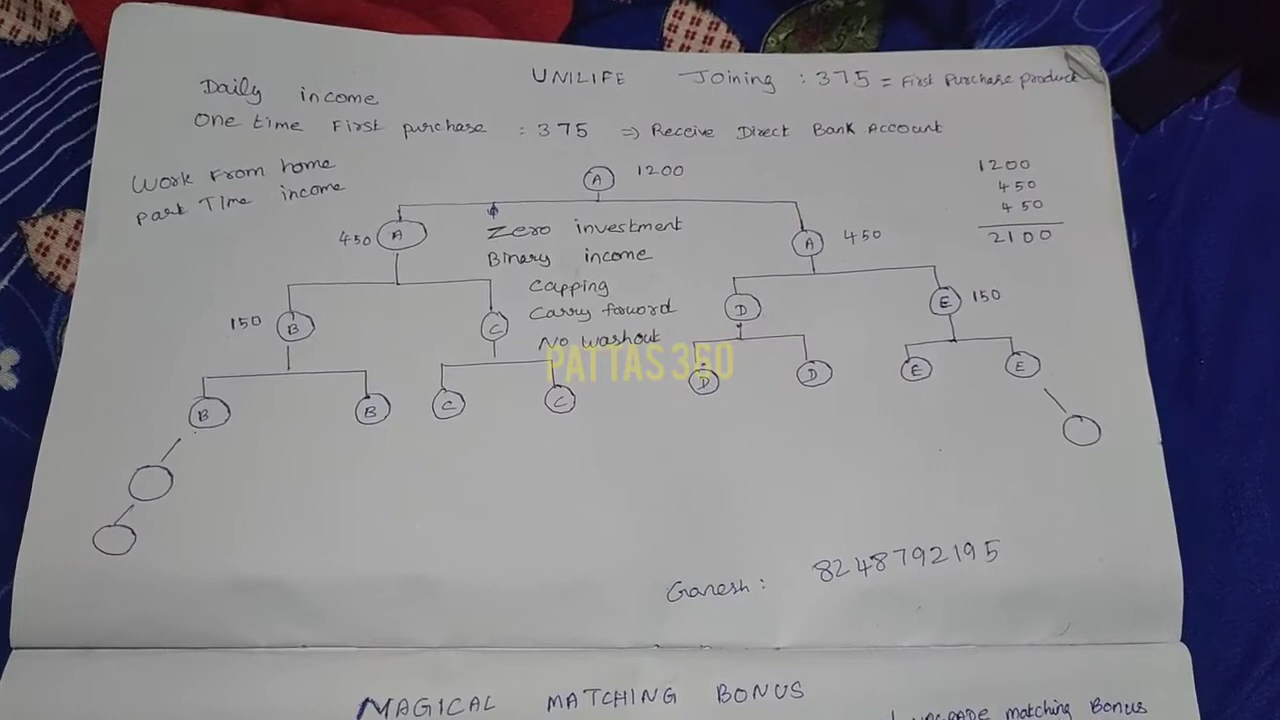 UNILIFE Joining : 375 = First Purchase product
Daily income
One time First purchase : 375 => Receive Direct Bank Account
Work From home
Part Time income
A 1200
1200
450
450
2100
450 A
A 450
Zero investment
Binary income
Capping
Carry forword
No washout
150 B
C
D
E 150
PATTAS 360
B
B
C
C
D
D
E
E
Ganesh : 8248792195
MAGICAL MATCHING BONUS
UPGRADE matching Bonus